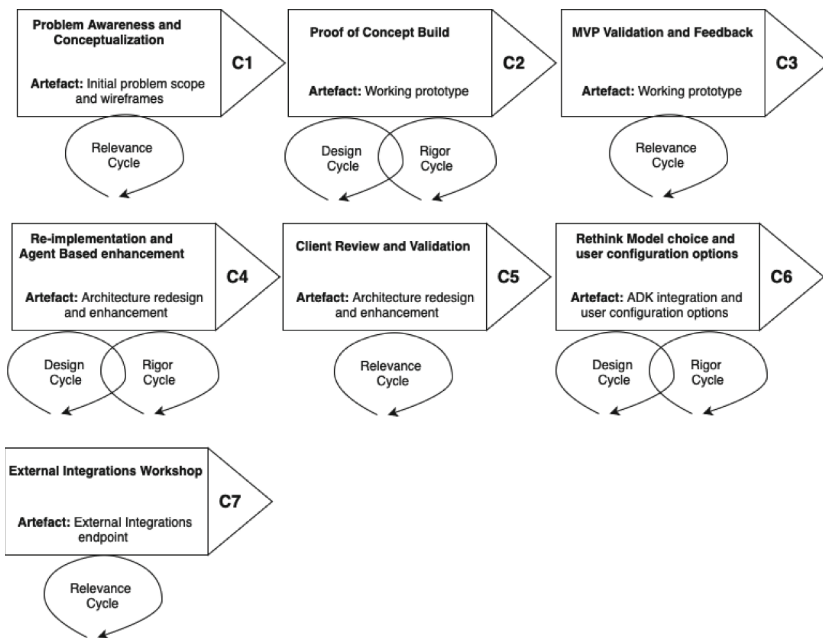 Problem Awareness and
Conceptualization
Artefact: Initial problem scope
and wireframes
C1
Relevance
Cycle
Proof of Concept Build
Artefact: Working prototype
C2
Design
Cycle
Rigor
Cycle
MVP Validation and Feedback
Artefact: Working prototype
C3
Relevance
Cycle
Re-implementation and
Agent Based enhancement
Artefact: Architecture redesign
and enhancement
C4
Design
Cycle
Rigor
Cycle
Client Review and Validation
Artefact: Architecture redesign
and enhancement
C5
Relevance
Cycle
Rethink Model choice and
user configuration options
Artefact: ADK integration and
user configuration options
C6
Design
Cycle
Rigor
Cycle
External Integrations Workshop
Artefact: External Integrations
endpoint
C7
Relevance
Cycle